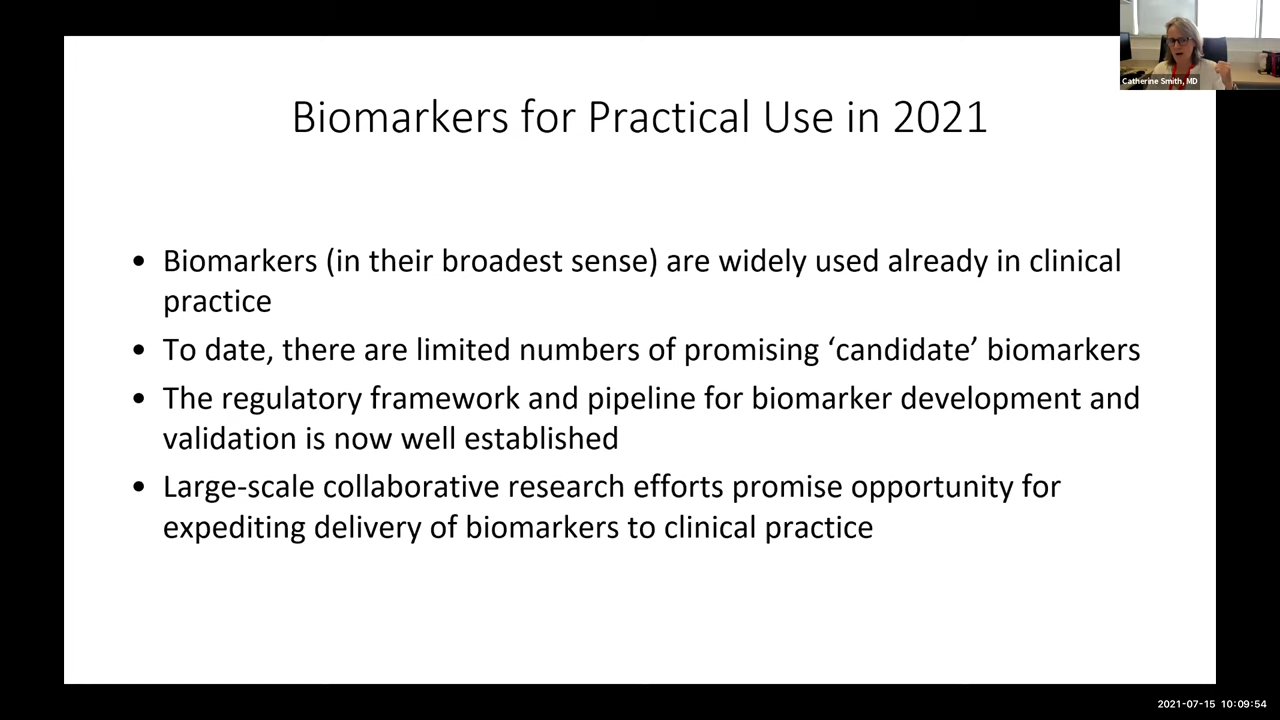 Catherine Smith, MD
Biomarkers for Practical Use in 2021
• Biomarkers (in their broadest sense) are widely used already in clinical
practice
• To date, there are limited numbers of promising ‘candidate’ biomarkers
• The regulatory framework and pipeline for biomarker development and
validation is now well established
• Large-scale collaborative research efforts promise opportunity for
expediting delivery of biomarkers to clinical practice
2021-07-15 10:09:54